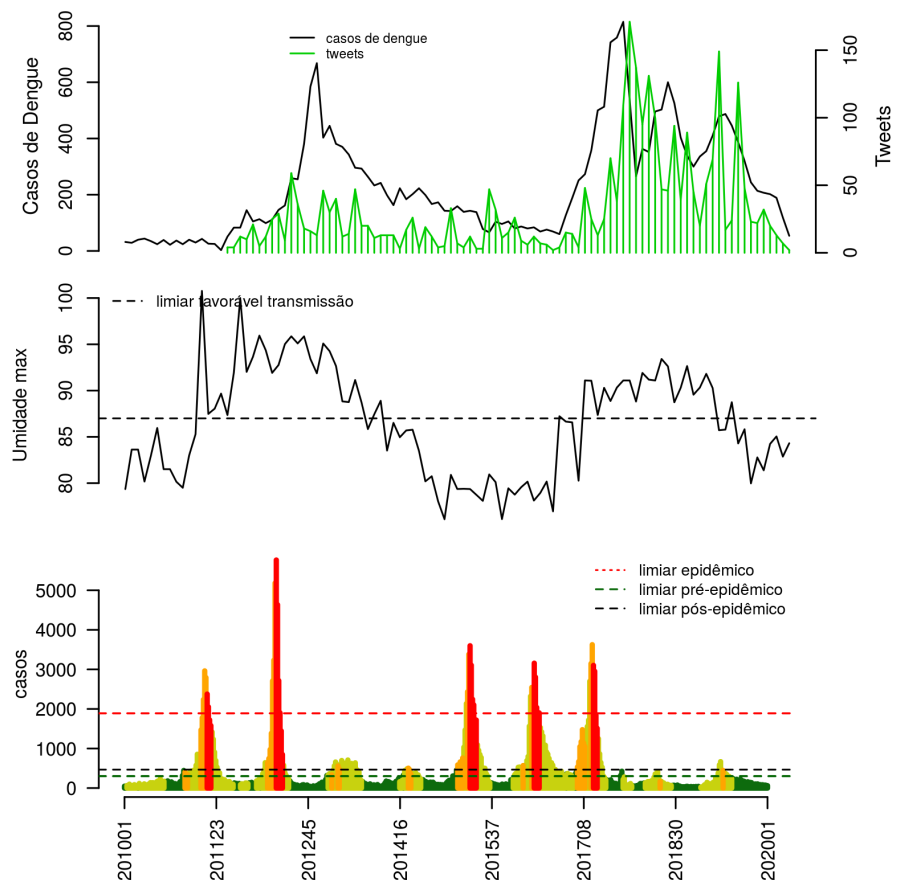 casos de dengue
tweets
Casos de Dengue
0
200
400
600
800
Tweets
0
50
100
150
limiar favorável transmissão
Umidade max
80
85
90
95
100
limiar epidêmico
limiar pré-epidêmico
limiar pós-epidêmico
casos
0
1000
2000
3000
4000
5000
201001
201123
201245
201416
201537
201708
201830
202001